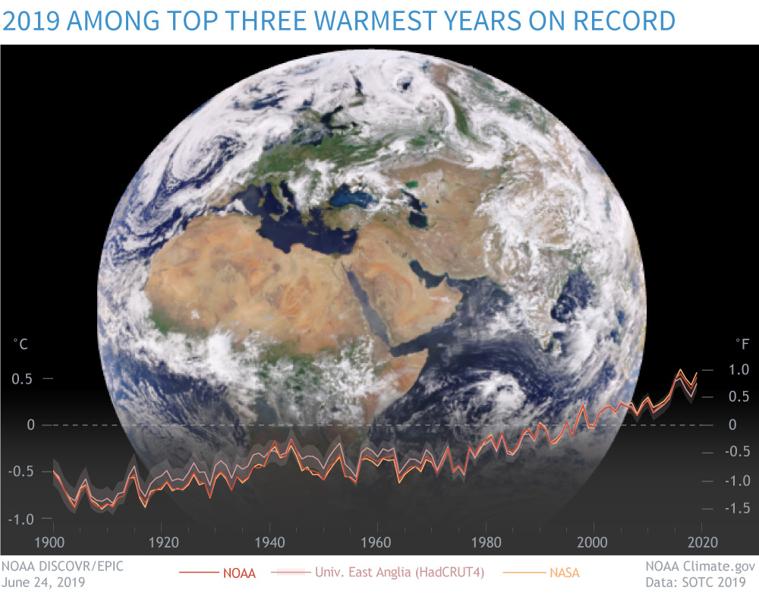 2019 AMONG TOP THREE WARMEST YEARS ON RECORD
°C
°F
0.5
0
-0.5
-1.0
1.0
0.5
0
-0.5
-1.0
-1.5
1900 1920 1940 1960 1980 2000 2020
NOAA DISCOVR/EPIC
June 24, 2019
NOAA
Univ. East Anglia (HadCRUT4)
NASA
NOAA Climate.gov
Data: SOTC 2019